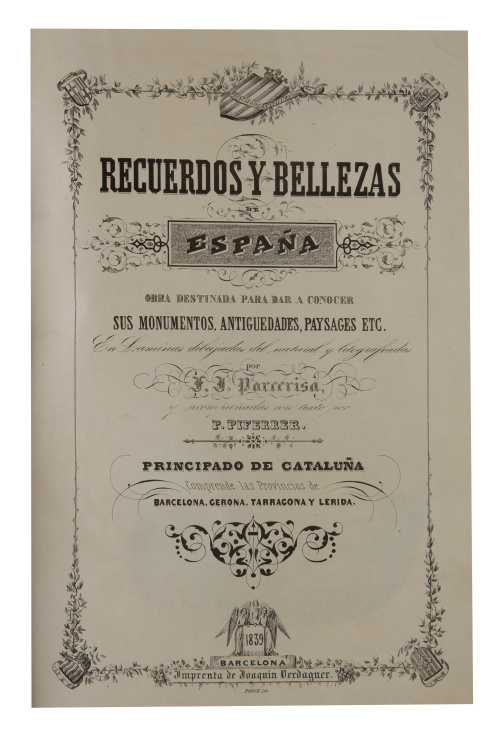 RECUERDOS Y BELLEZAS
DE
ESPAÑA
OBRA DESTINADA PARA DAR A CONOCER
SUS MONUMENTOS, ANTIGUEDADES, PAYSAGES ETC.
En Laminas dibujadas del natural y litografiadas
por
F. J. Parcerisa,
y acompañadas con texto por
P. PIFERRER.
PRINCIPADO DE CATALUÑA
Comprende las Provincias de
BARCELONA, GERONA, TARRAGONA Y LERIDA.
1839
BARCELONA
Imprenta de Joaquin Verdaguer.